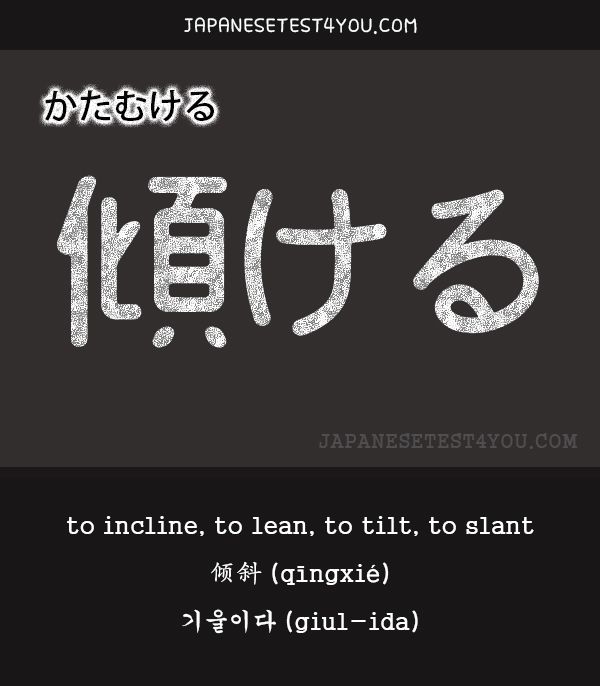 JAPANESETEST4YOU.COM
かたむける
傾ける
JAPANESETEST4YOU.COM
to incline, to lean, to tilt, to slant
倾斜 (qīngxié)
기울이다 (giul-ida)